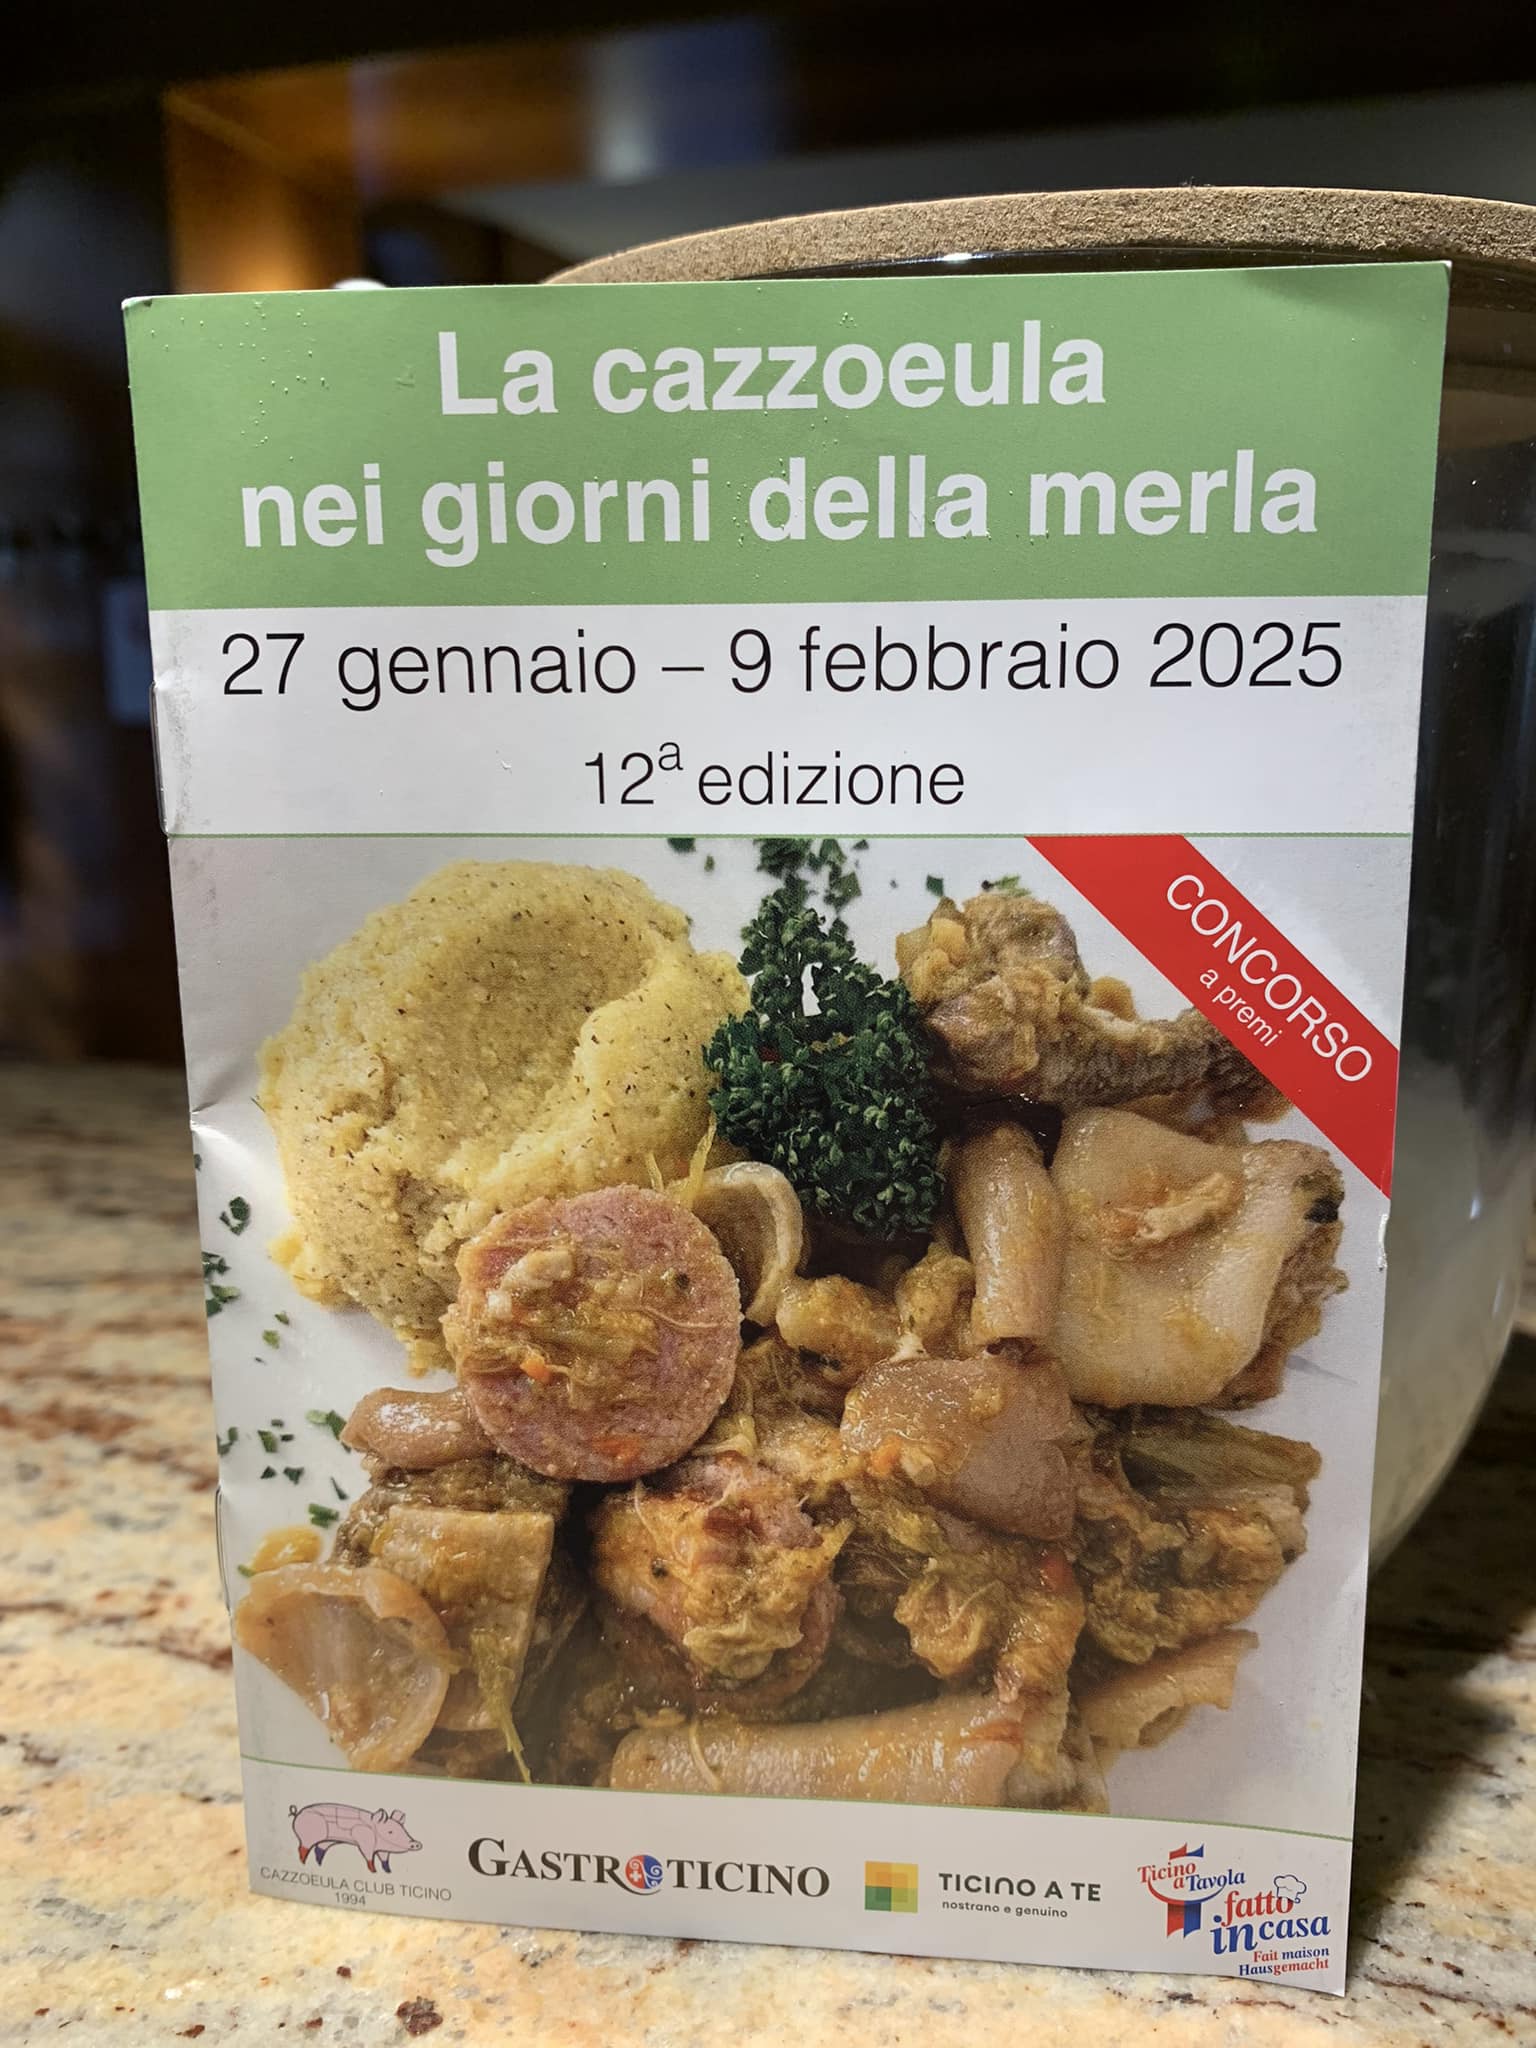 La cazzoeula
nei giorni della merla
27 gennaio – 9 febbraio 2025
12ª edizione
CONCORSO
a premi
CAZZOEULA CLUB TICINO
1994
GASTROTICINO
TICINO A TE
nostrano e genuino
Ticino
a Tavola
fatto
in casa
Fait maison
Hausgemacht